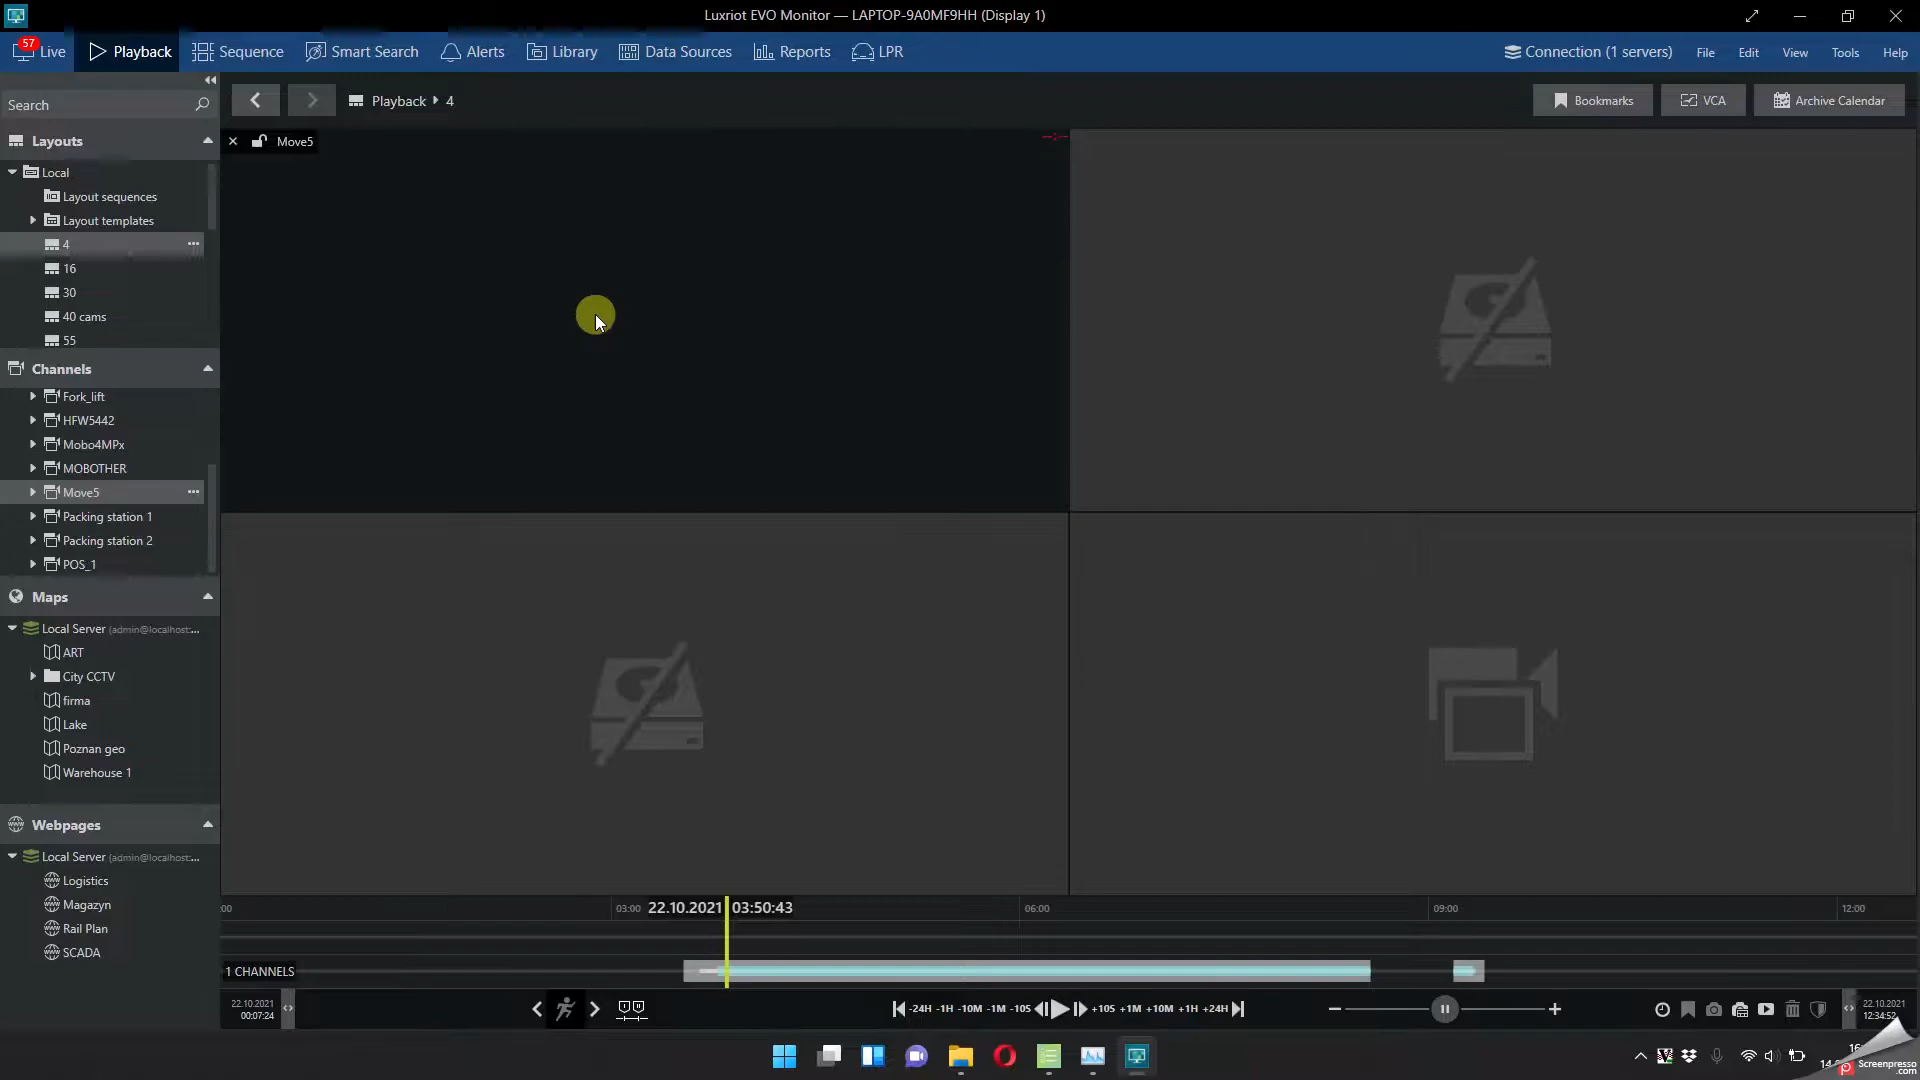 Luxriot EVO Monitor — LAPTOP-9A0MF9HH (Display 1)
57
Live
Playback
Sequence
Smart Search
Alerts
Library
Data Sources
Reports
LPR
Connection (1 servers)
File
Edit
View
Tools
Help
Search
Playback
4
Bookmarks
VCA
Archive Calendar
Layouts
Local
Layout sequences
Layout templates
4
16
30
40 cams
55
Channels
Fork_lift
HFW5442
Mobo4MPx
MOBOTHER
Move5
Packing station 1
Packing station 2
POS_1
Maps
Local Server (admin@localhost:...
ART
City CCTV
firma
Lake
Poznan geo
Warehouse 1
Webpages
Local Server (admin@localhost:...
Logistics
Magazyn
Rail Plan
SCADA
Move5
:00
03:00
22.10.2021 03:50:43
06:00
09:00
12:00
1 CHANNELS
22.10.2021
00:07:24
-24H -1H -10M -1M -10S
+10S +1M +10M +1H +24H
22.10.2021
12:34:52
Screenpresso
.com